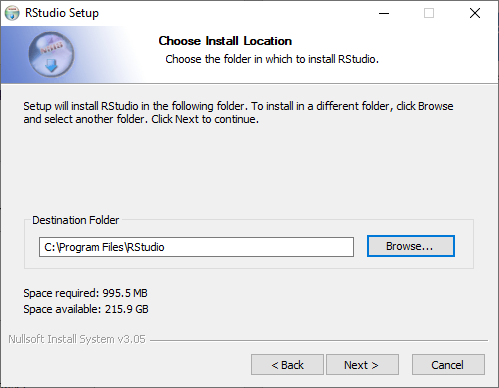 RStudio Setup
Choose Install Location
Choose the folder in which to install RStudio.
Setup will install RStudio in the following folder. To install in a different folder, click Browse
and select another folder. Click Next to continue.
Destination Folder
C:\Program Files\RStudio
Browse...
Space required: 995.5 MB
Space available: 215.9 GB
Nullsoft Install System v3.05
< Back
Next >
Cancel